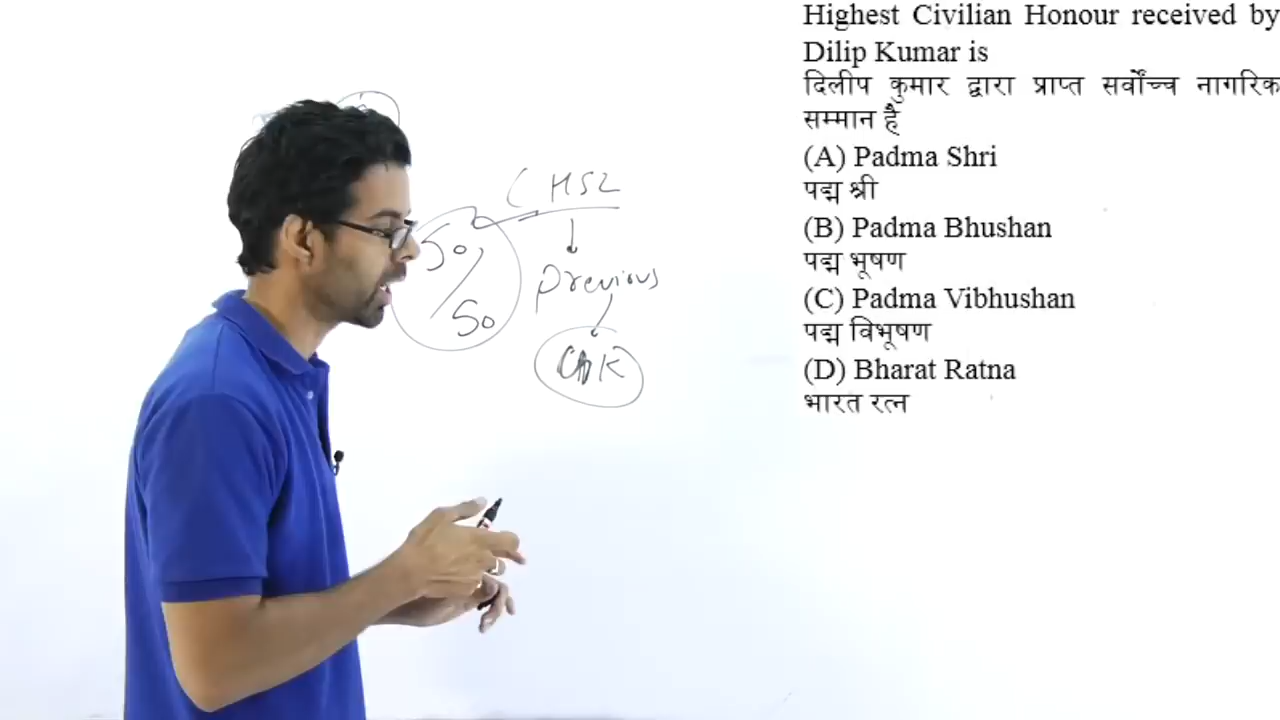 Highest Civilian Honour received by
Dilip Kumar is
दिलीप कुमार द्वारा प्राप्त सर्वोंच्च नागरिक
सम्मान है
(A) Padma Shri
पद्म श्री
(B) Padma Bhushan
पद्म भूषण
(C) Padma Vibhushan
पद्म विभूषण
(D) Bharat Ratna
भारत रत्न
CHSL
50/50
Previous